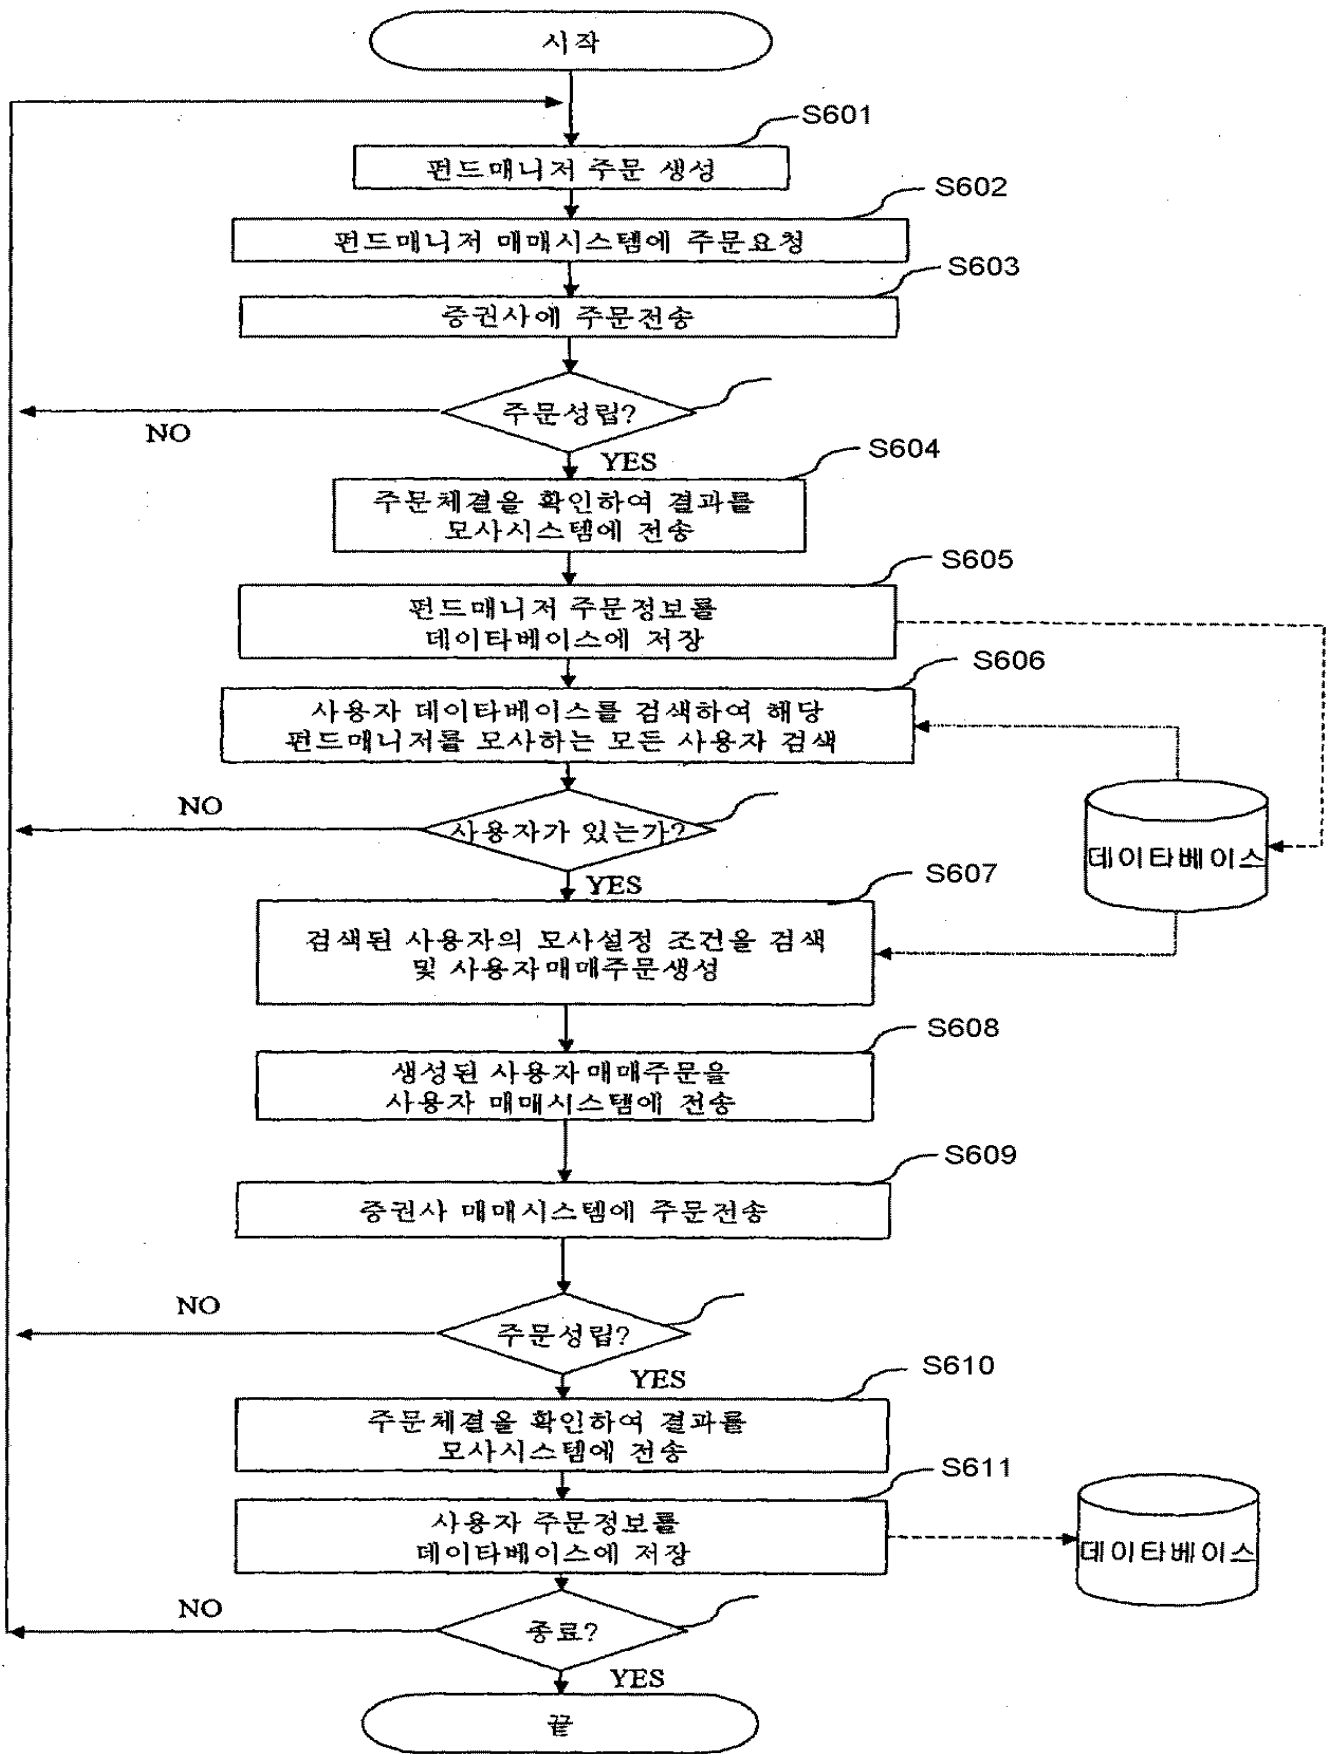 시작
S601
펀드매니저 주문 생성
S602
펀드매니저 매매시스템에 주문요청
S603
증권사에 주문전송
주문성립?
NO
YES
S604
주문체결을 확인하여 결과를
모사시스템에 전송
S605
펀드매니저 주문정보를
데이타베이스에 저장
S606
사용자 데이타베이스를 검색하여 해당
펀드매니저를 모사하는 모든 사용자 검색
NO
사용자가 있는가?
데이타베이스
YES
S607
검색된 사용자의 모사설정 조건을 검색
및 사용자매매주문생성
S608
생성된 사용자매매주문을
사용자 매매시스템에 전송
S609
증권사 매매시스템에 주문전송
NO
주문성립?
YES
S610
주문체결을 확인하여 결과를
모사시스템에 전송
S611
사용자 주문정보를
데이타베이스에 저장
데이타베이스
NO
종료?
YES
끝